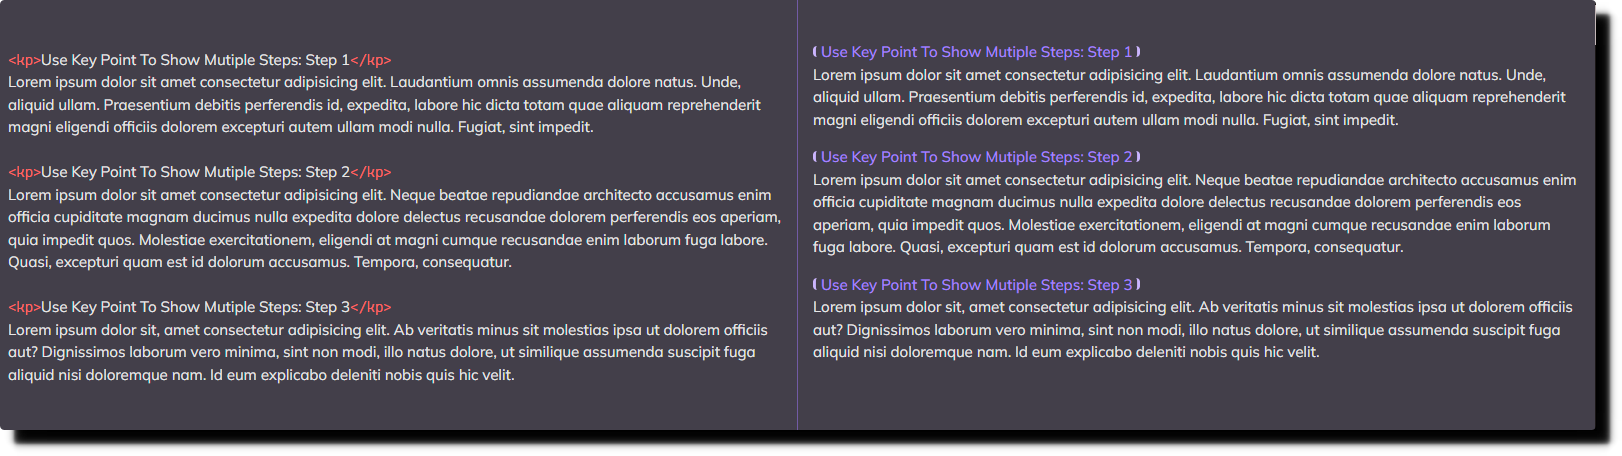 <kp>Use Key Point To Show Mutiple Steps: Step 1</kp>
Lorem ipsum dolor sit amet consectetur adipisicing elit. Laudantium omnis assumenda dolore natus. Unde,
aliquid ullam. Praesentium debitis perferendis id, expedita, labore hic dicta totam quae aliquam reprehenderit
magni eligendi officiis dolorem excepturi autem ullam modi nulla. Fugiat, sint impedit.
<kp>Use Key Point To Show Mutiple Steps: Step 2</kp>
Lorem ipsum dolor sit amet consectetur adipisicing elit. Neque beatae repudiandae architecto accusamus enim
officia cupiditate magnam ducimus nulla expedita dolore delectus recusandae dolorem perferendis eos aperiam,
quia impedit quos. Molestiae exercitationem, eligendi at magni cumque recusandae enim laborum fuga labore.
Quasi, excepturi quam est id dolorum accusamus. Tempora, consequatur.
<kp>Use Key Point To Show Mutiple Steps: Step 3</kp>
Lorem ipsum dolor sit, amet consectetur adipisicing elit. Ab veritatis minus sit molestias ipsa ut dolorem officiis
aut? Dignissimos laborum vero minima, sint non modi, illo natus dolore, ut similique assumenda suscipit fuga
aliquid nisi doloremque nam. Id eum explicabo deleniti nobis quis hic velit.
( Use Key Point To Show Mutiple Steps: Step 1 )
Lorem ipsum dolor sit amet consectetur adipisicing elit. Laudantium omnis assumenda dolore natus. Unde,
aliquid ullam. Praesentium debitis perferendis id, expedita, labore hic dicta totam quae aliquam reprehenderit
magni eligendi officiis dolorem excepturi autem ullam modi nulla. Fugiat, sint impedit.
( Use Key Point To Show Mutiple Steps: Step 2 )
Lorem ipsum dolor sit amet consectetur adipisicing elit. Neque beatae repudiandae architecto accusamus enim
officia cupiditate magnam ducimus nulla expedita dolore delectus recusandae dolorem perferendis eos
aperiam, quia impedit quos. Molestiae exercitationem, eligendi at magni cumque recusandae enim laborum
fuga labore. Quasi, excepturi quam est id dolorum accusamus. Tempora, consequatur.
( Use Key Point To Show Mutiple Steps: Step 3 )
Lorem ipsum dolor sit, amet consectetur adipisicing elit. Ab veritatis minus sit molestias ipsa ut dolorem officiis
aut? Dignissimos laborum vero minima, sint non modi, illo natus dolore, ut similique assumenda suscipit fuga
aliquid nisi doloremque nam. Id eum explicabo deleniti nobis quis hic velit.